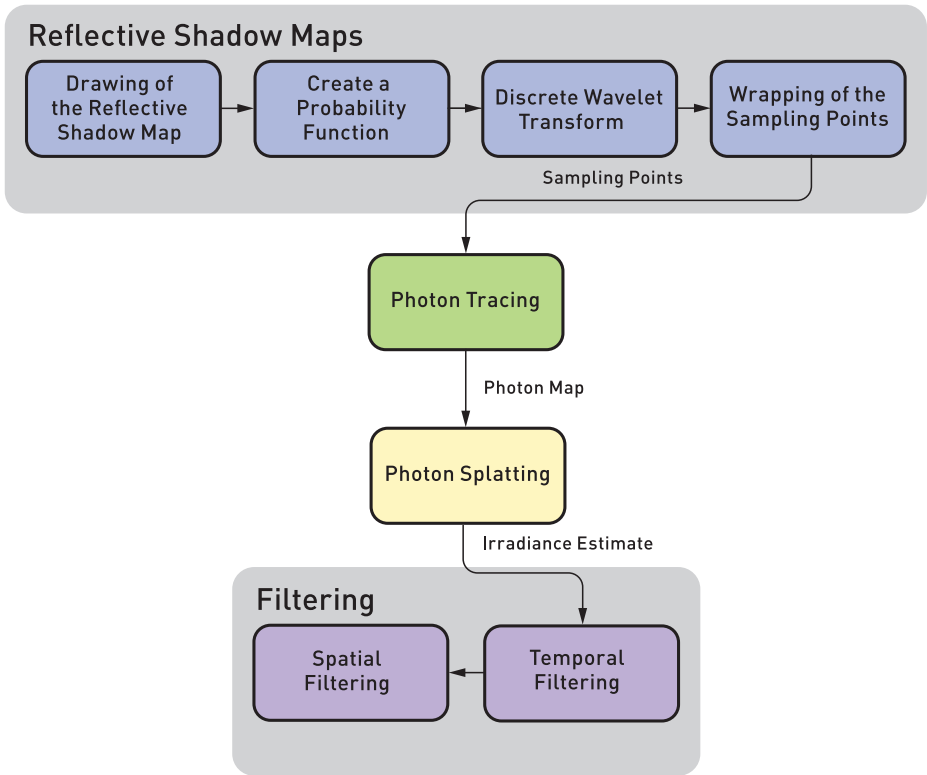 Reflective Shadow Maps
Drawing of
the Reflective
Shadow Map
Create a
Probability
Function
Discrete Wavelet
Transform
Wrapping of the
Sampling Points
Sampling Points
Photon Tracing
Photon Map
Photon Splatting
Irradiance Estimate
Filtering
Spatial
Filtering
Temporal
Filtering